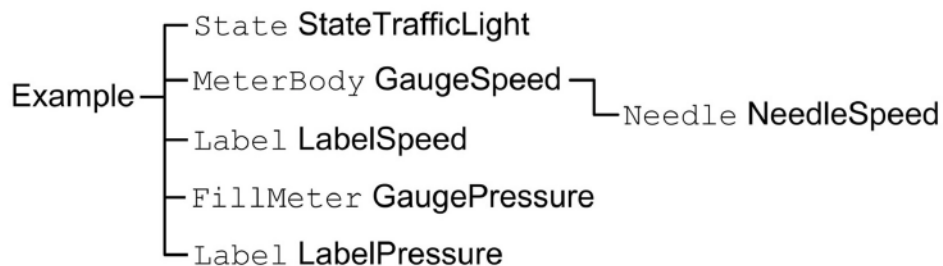 State StateTrafficLight
MeterBody GaugeSpeed
Example
Needle NeedleSpeed
Label LabelSpeed
FillMeter GaugePressure
Label LabelPressure